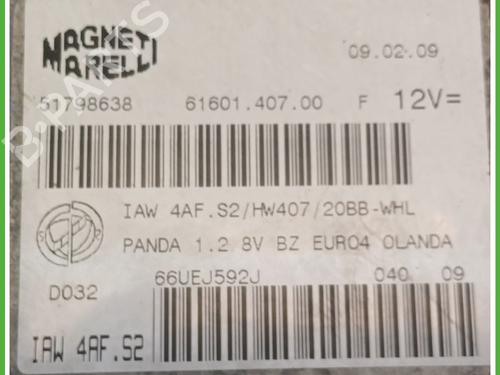 MAGNETI
MARELLI
09.02.09
51798638 61601.407.00 F 12V=
IAW 4AF.S2/HW407/20BB-WHL
PANDA 1.2 8V BZ EURO4 OLANDA
66UEJ592J 040 09
D032
IAW 4AF.S2
B-PARTS